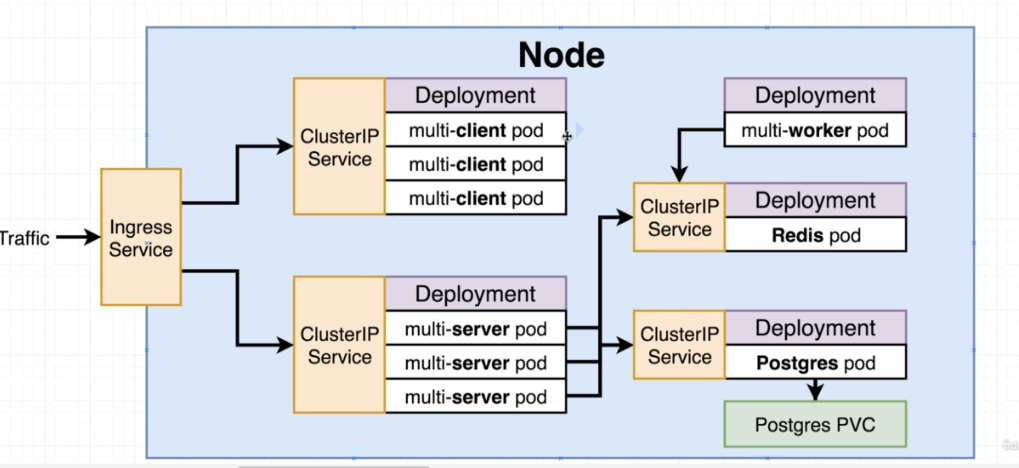 Node
Traffic
Ingress
Service
ClusterIP
Service
Deployment
multi-client pod
multi-client pod
multi-client pod
ClusterIP
Service
Deployment
multi-server pod
multi-server pod
multi-server pod
Deployment
multi-worker pod
ClusterIP
Service
Deployment
Redis pod
ClusterIP
Service
Deployment
Postgres pod
Postgres PVC